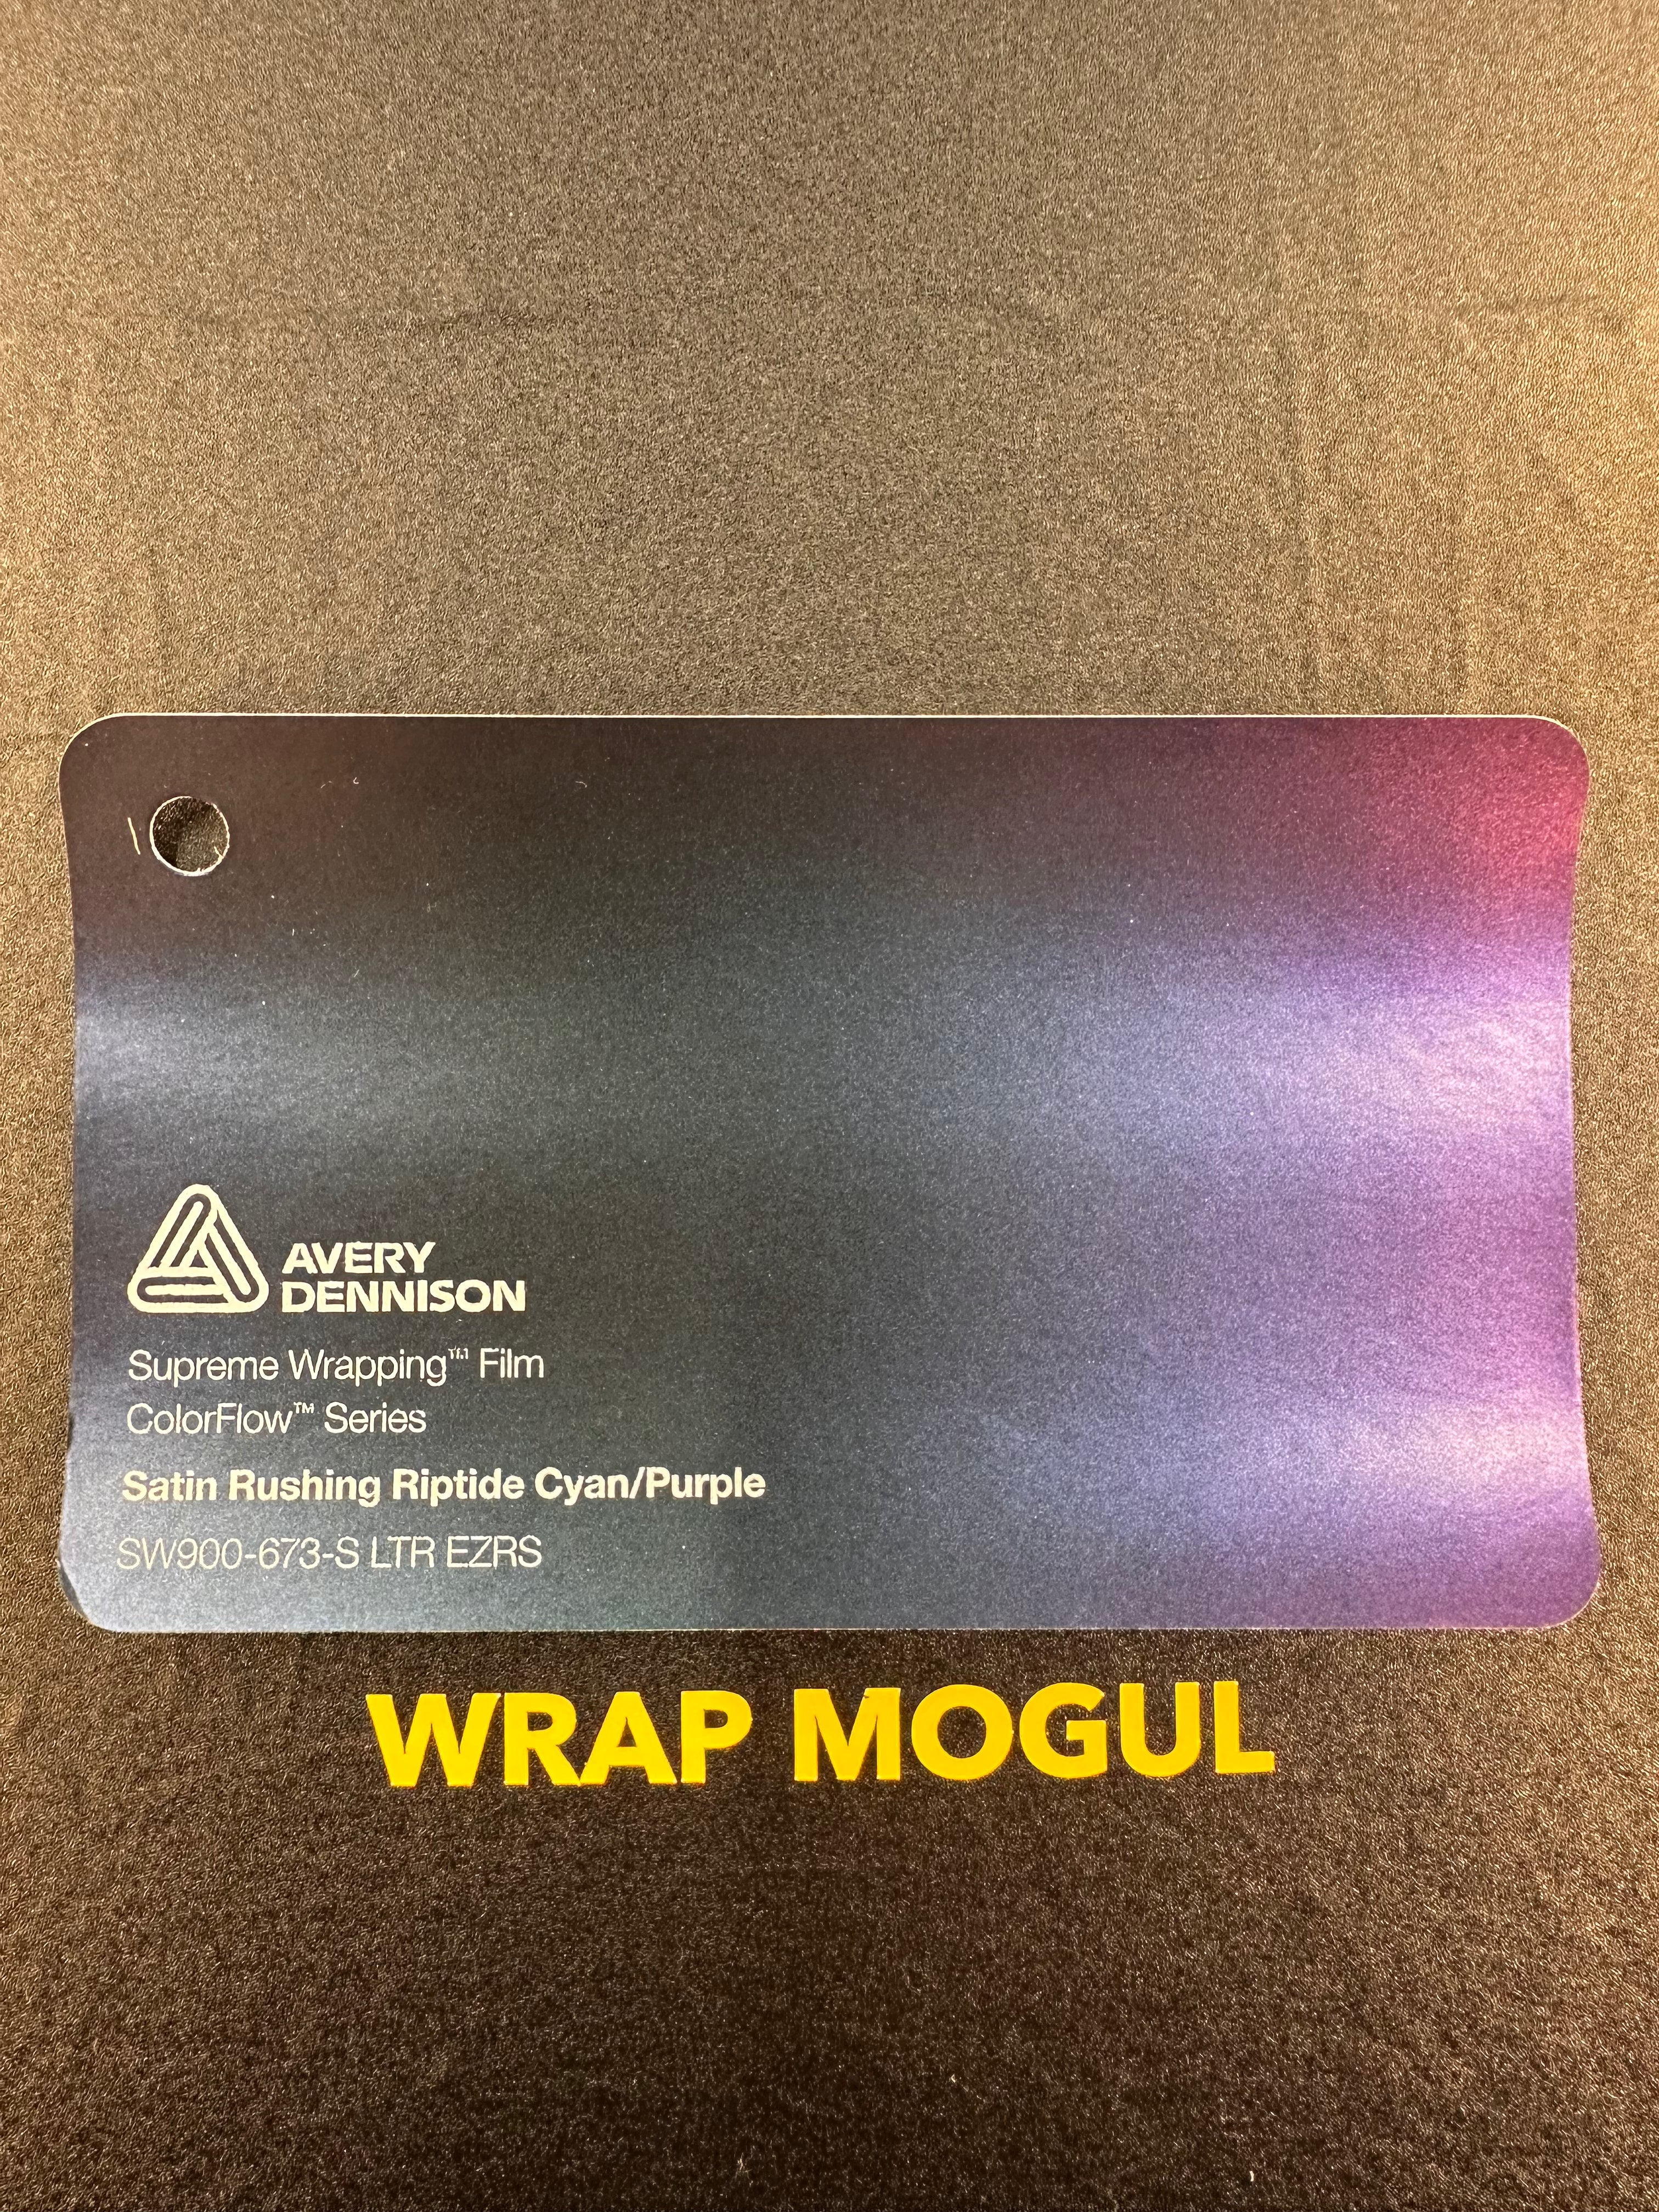 AVERY
DENNISON
Supreme Wrapping™ Film
ColorFlow™ Series
Satin Rushing Riptide Cyan/Purple
SW900-673-S LTR EZRS
WRAP MOGUL